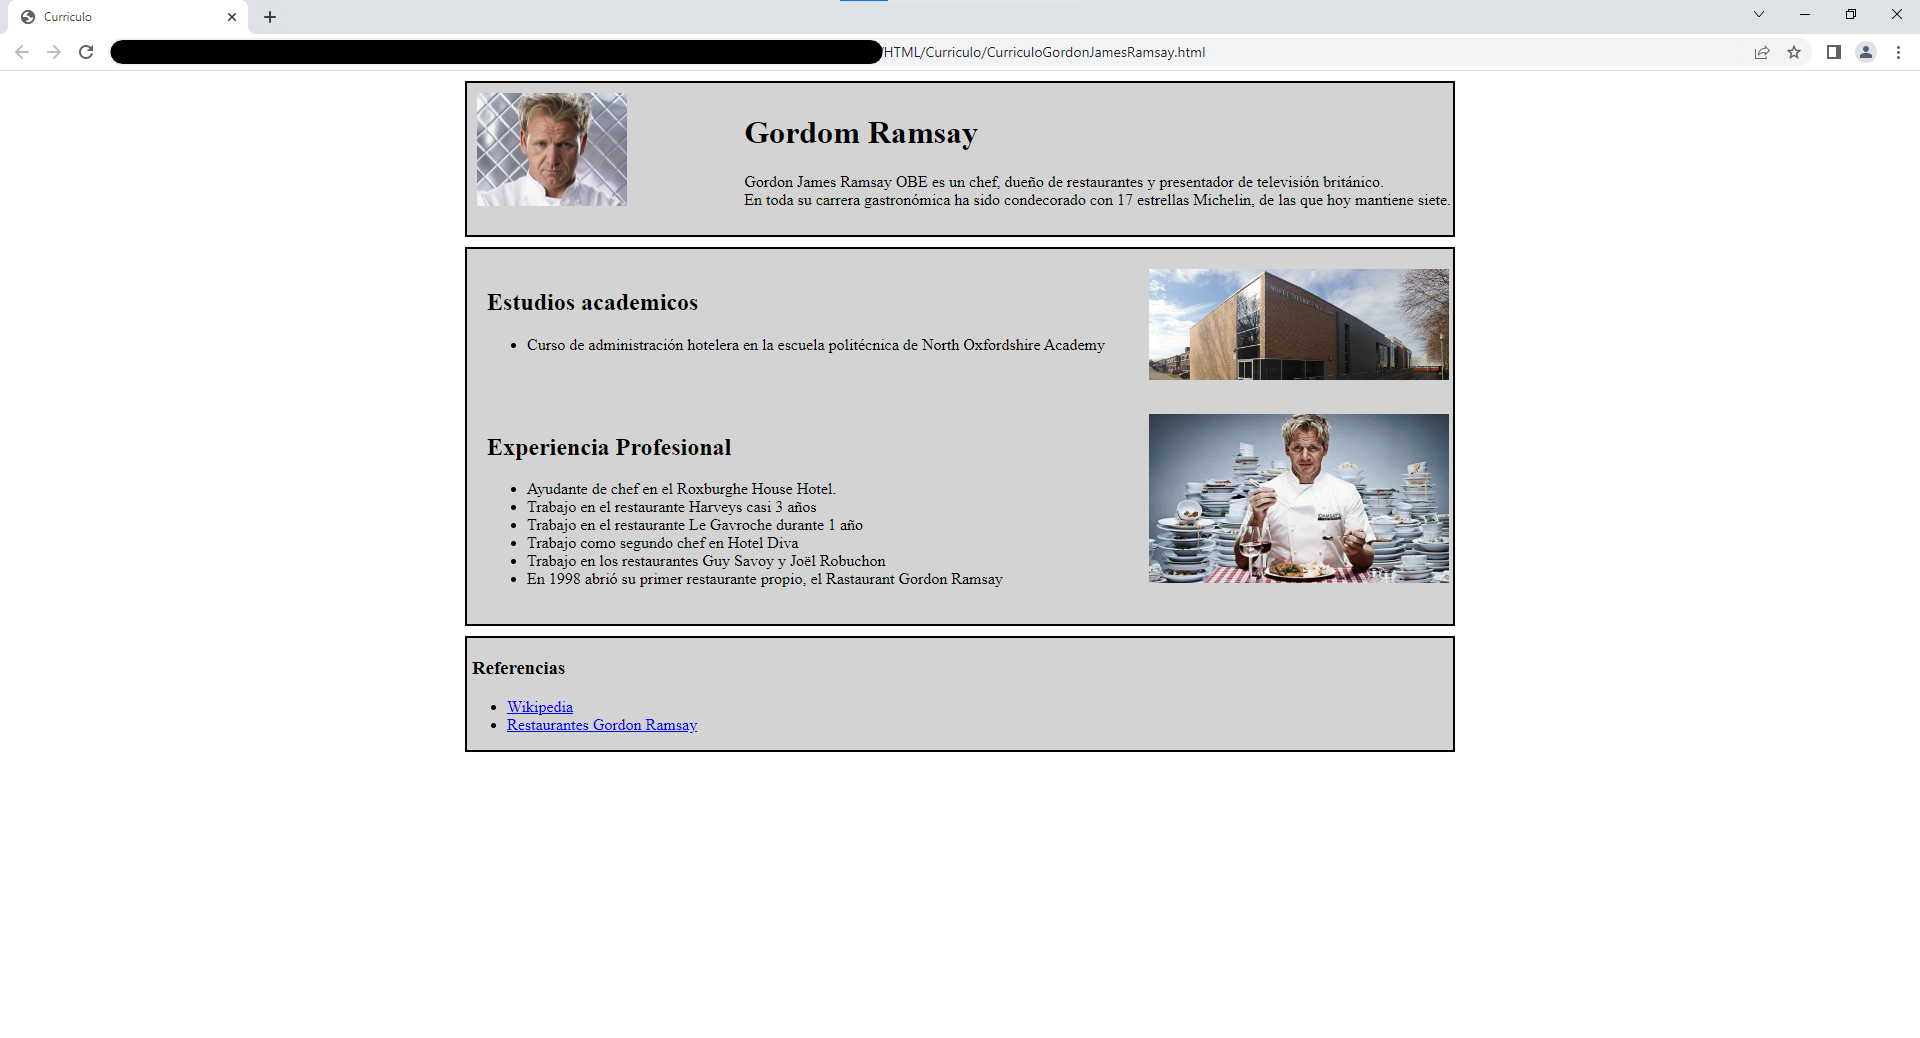 Curriculo
/HTML/Curriculo/CurriculoGordonJamesRamsay.html
Gordom Ramsay
Gordon James Ramsay OBE es un chef, dueño de restaurantes y presentador de televisión británico.
En toda su carrera gastronómica ha sido condecorado con 17 estrellas Michelin, de las que hoy mantiene siete.
Estudios academicos
Curso de administración hotelera en la escuela politécnica de North Oxfordshire Academy
Experiencia Profesional
Ayudante de chef en el Roxburghe House Hotel.
Trabajo en el restaurante Harveys casi 3 años
Trabajo en el restaurante Le Gavroche durante 1 año
Trabajo como segundo chef en Hotel Diva
Trabajo en los restaurantes Guy Savoy y Joël Robuchon
En 1998 abrió su primer restaurante propio, el Rastaurant Gordon Ramsay
Referencias
Wikipedia
Restaurantes Gordon Ramsay